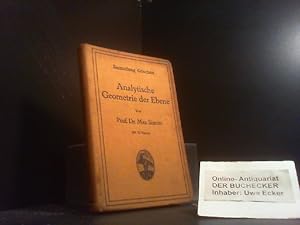 Sammlung Göschen
Analytische
Geometrie der Ebene
Von
Prof. Dr. Max Simon
Online- Antiquariat
DER BUCHECKER
Inhaber: Uwe Ecker